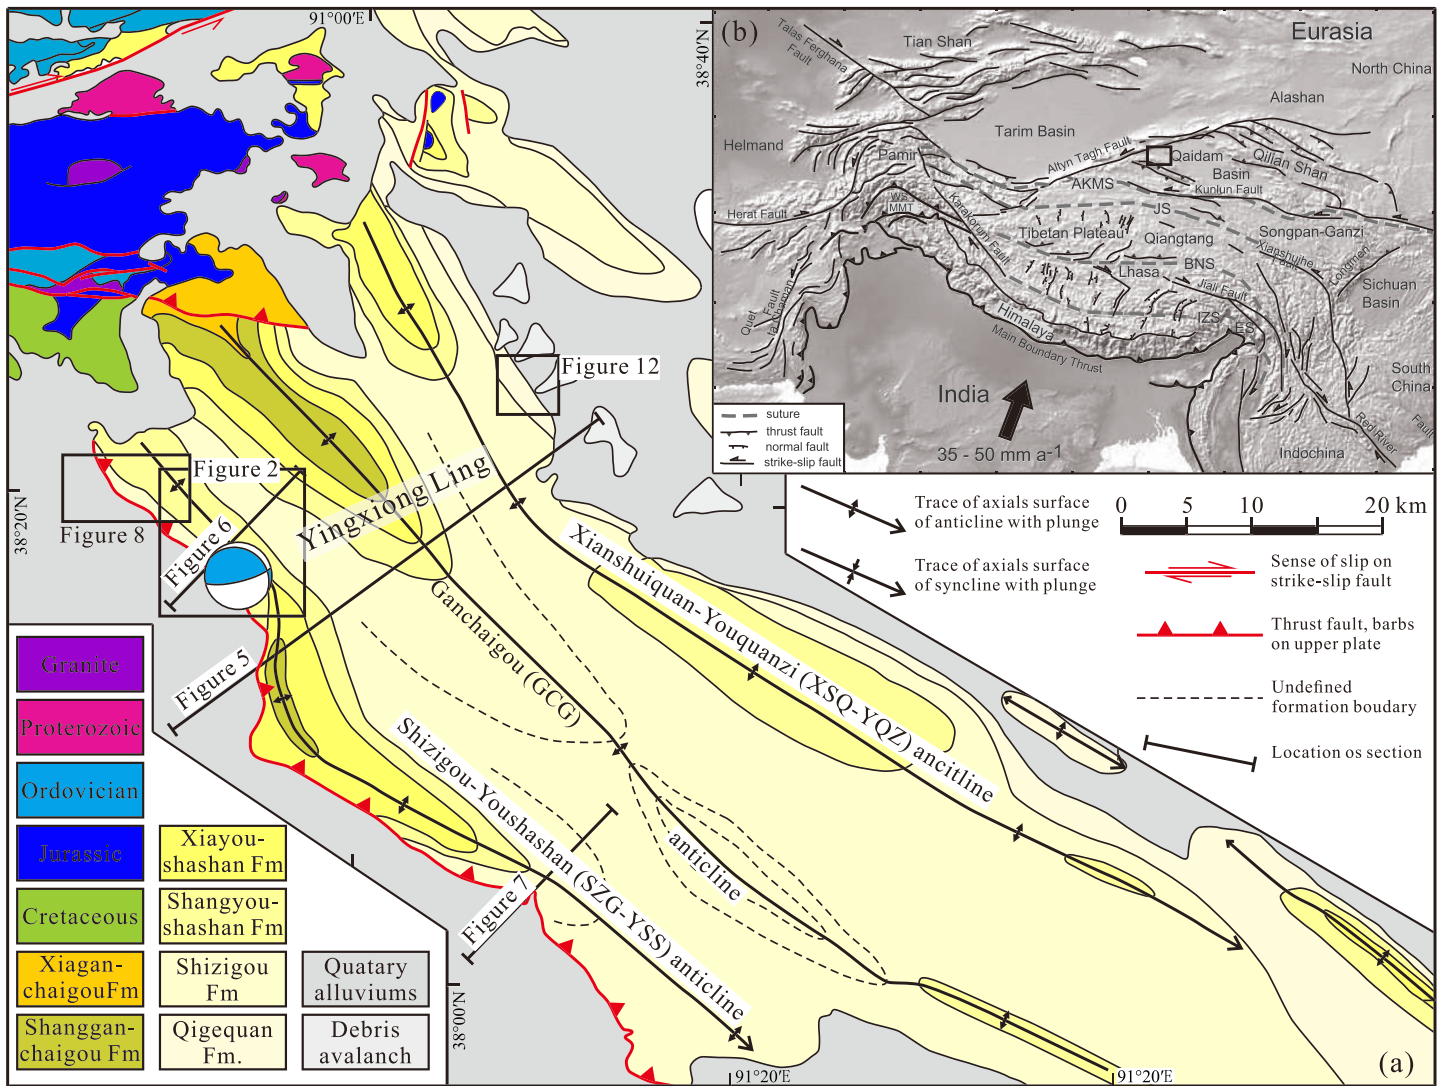 91°00′E
38°40′N
(b)
Eurasia
Talas Ferghana
Fault
Tian Shan
North China
Alashan
Tarim Basin
Helmand
Altyn Tagh Fault
Pamir
Qaidam
Basin
Qilian Shan
AKMS
Kunlun Fault
WS
MMT
Herat Fault
Karakorum Fault
JS
Tibetan Plateau
Qiangtang
Songpan-Ganzi
Xianshuihe
Fault
Longmen
BNS
Lhasa
Jiali Fault
Sichuan
Basin
Quet
Fault
Chaman
IZS
ES
Himalaya
Main Boundary Thrust
South
China
India
35 - 50 mm a-1
Red River
Fault
Indochina
suture
thrust fault
normal fault
strike-slip fault
Figure 12
Figure 2
Figure 8
Figure 6
Figure 5
Figure 7
38°20′N
Yingxiong Ling
Xianshuiquan-Youquanzi (XSQ-YQZ) ancitline
Ganchaigou (GCG)
anticline
Shizigou-Youshashan (SZG-YSS) anticline
Trace of axials surface
of anticline with plunge
Trace of axials surface
of syncline with plunge
0 5 10 20 km
Sense of slip on
strike-slip fault
Thrust fault, barbs
on upper plate
Undefined
formation boudary
Location os section
Granite
Proterozoic
Ordovician
Jurassic
Cretaceous
Xiagan-
chaigouFm
Shanggan-
chaigou Fm
Xiayou-
shashan Fm
Shangyou-
shashan Fm
Shizigou
Fm
Qigequan
Fm.
Quatary
alluviums
Debris
avalanch
38°00′N
91°20′E
91°20′E
(a)